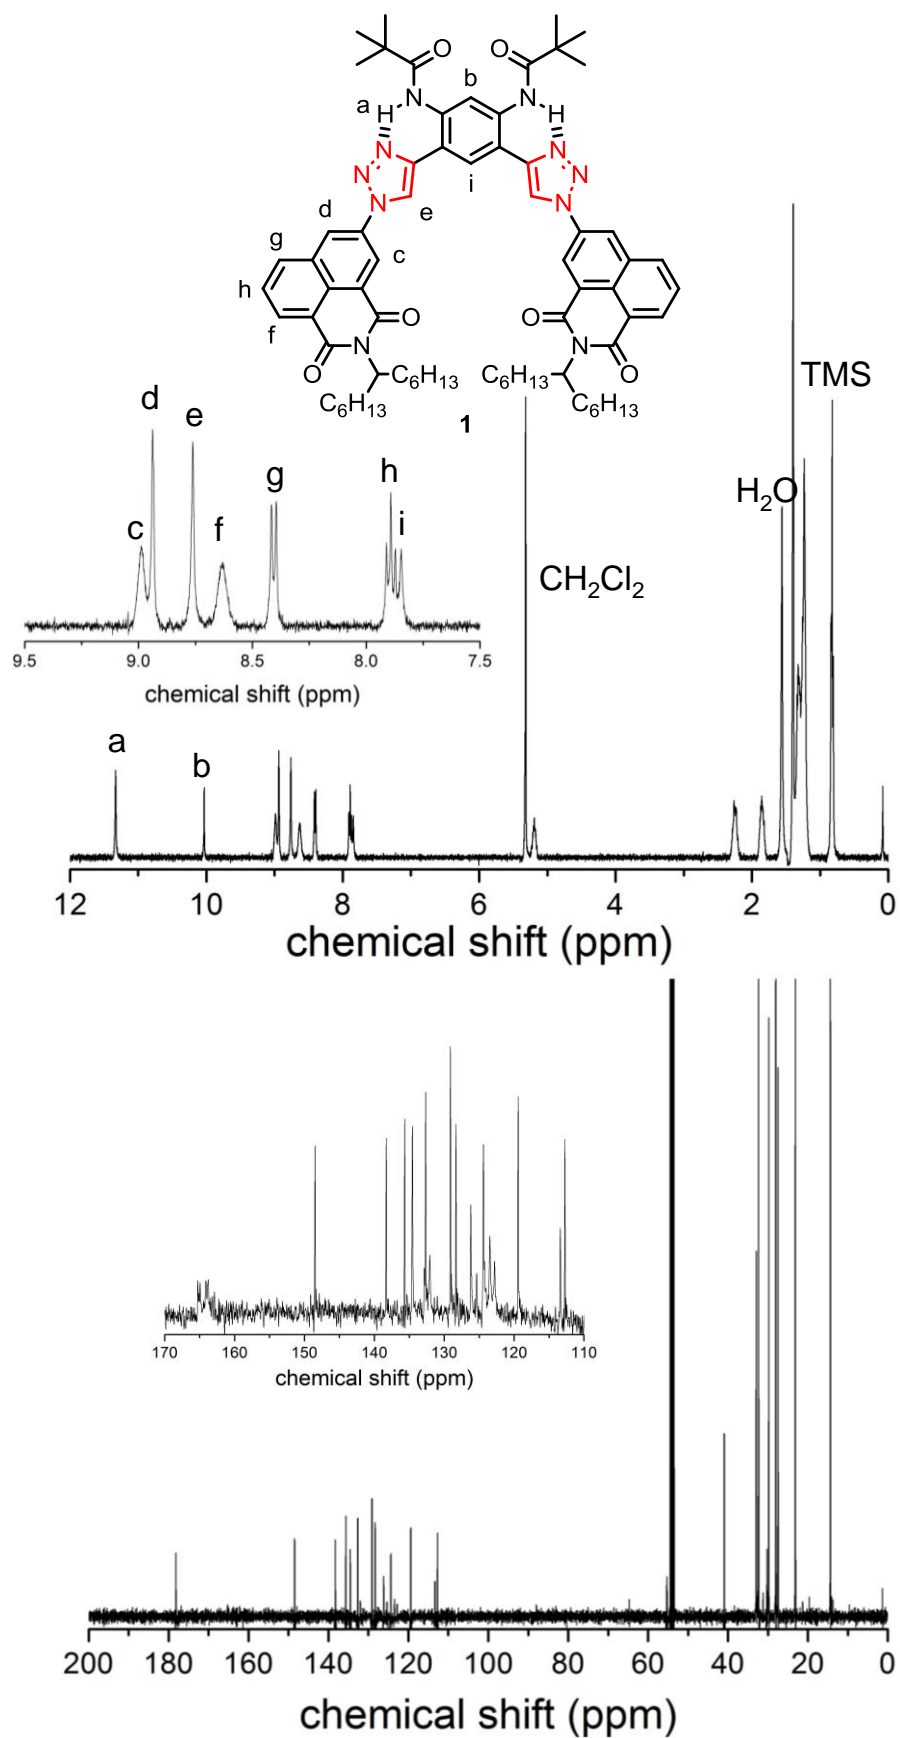 O O
b
N N
a H H
N N
N N
i
N N
d e
g
c
h
O O O O
f
N N
O C6H13 C6H13 O
C6H13 C6H13
1
TMS
d
e
H2O
g h
c f i
CH2Cl2
9.5 9.0 8.5 8.0 7.5
chemical shift (ppm)
a
b
12 10 8 6 4 2 0
chemical shift (ppm)
170 160 150 140 130 120 110
chemical shift (ppm)
200 180 160 140 120 100 80 60 40 20 0
chemical shift (ppm)